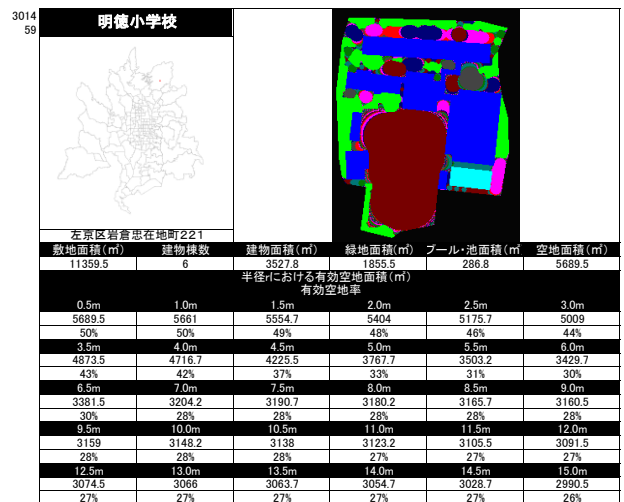 3014
59
明徳小学校
左京区岩倉忠在地町221
敷地面積(㎡) 建物棟数 建物面積(㎡) 緑地面積(㎡) プール・池面積(㎡ 空地面積(㎡)
11359.5 6 3527.8 1855.5 286.8 5689.5
半径rにおける有効空地面積(㎡)
有効空地率
0.5m 1.0m 1.5m 2.0m 2.5m 3.0m
5689.5 5661 5554.7 5404 5175.7 5009
50% 50% 49% 48% 46% 44%
3.5m 4.0m 4.5m 5.0m 5.5m 6.0m
4873.5 4716.7 4225.5 3767.7 3503.2 3429.7
43% 42% 37% 33% 31% 30%
6.5m 7.0m 7.5m 8.0m 8.5m 9.0m
3381.5 3204.2 3190.7 3180.2 3165.7 3160.5
30% 28% 28% 28% 28% 28%
9.5m 10.0m 10.5m 11.0m 11.5m 12.0m
3159 3148.2 3138 3123.2 3105.5 3091.5
28% 28% 28% 27% 27% 27%
12.5m 13.0m 13.5m 14.0m 14.5m 15.0m
3074.5 3066 3063.7 3054.7 3028.7 2990.5
27% 27% 27% 27% 27% 26%